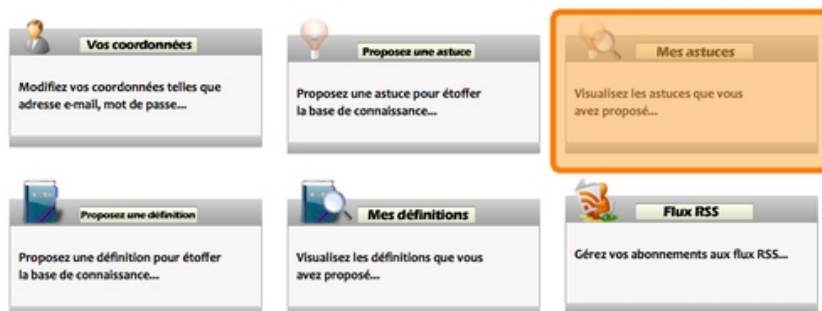 Vos coordonnées
Modifiez vos coordonnées telles que
adresse e-mail, mot de passe...
Proposez une astuce
Proposez une astuce pour étoffer
la base de connaissance...
Mes astuces
Visualisez les astuces que vous
avez proposé...
Proposez une définition
Proposez une définition pour étoffer
la base de connaissance...
Mes définitions
Visualisez les définitions que vous
avez proposé...
Flux RSS
Gérez vos abonnements aux flux RSS...